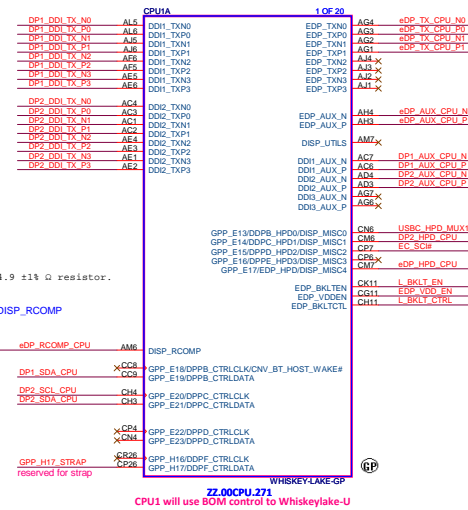 CPU1A 1 OF 20
DP1_DDI_TX_N0 AL5 DDI1_TXN0 EDP_TXN0 AG4 eDP_TX_CPU_N0
DP1_DDI_TX_P0 AL6 DDI1_TXP0 EDP_TXP0 AG3 eDP_TX_CPU_P0
DP1_DDI_TX_N1 AJ5 DDI1_TXN1 EDP_TXN1 AG2 eDP_TX_CPU_N1
DP1_DDI_TX_P1 AJ6 DDI1_TXP1 EDP_TXP1 AG1 eDP_TX_CPU_P1
DP1_DDI_TX_N2 AF6 DDI1_TXN2 EDP_TXN2 AJ4
DP1_DDI_TX_P2 AF5 DDI1_TXP2 EDP_TXP2 AJ3
DP1_DDI_TX_N3 AE5 DDI1_TXN3 EDP_TXN3 AJ2
DP1_DDI_TX_P3 AE6 DDI1_TXP3 EDP_TXP3 AJ1
DP2_DDI_TX_N0 AC4 DDI2_TXN0 EDP_AUX_N AH4 eDP_AUX_CPU_N
DP2_DDI_TX_P0 AC3 DDI2_TXP0 EDP_AUX_P AH3 eDP_AUX_CPU_P
DP2_DDI_TX_N1 AC1 DDI2_TXN1
DP2_DDI_TX_P1 AC2 DDI2_TXP1
DP2_DDI_TX_N2 AE4 DDI2_TXN2 DISP_UTILS AM7
DP2_DDI_TX_P2 AE3 DDI2_TXP2
DP2_DDI_TX_N3 AE1 DDI2_TXN3 DDI1_AUX_N AC7 DP1_AUX_CPU_N
DP2_DDI_TX_P3 AE2 DDI2_TXP3 DDI1_AUX_P AC6 DP1_AUX_CPU_P
DDI2_AUX_N AD4 DP2_AUX_CPU_N
DDI2_AUX_P AD3 DP2_AUX_CPU_P
DDI3_AUX_N AG7
DDI3_AUX_P AG6
GPP_E13/DDPB_HPD0/DISP_MISC0 CN6 USBC_HPD_MUX1
GPP_E14/DDPC_HPD1/DISP_MISC1 CM6 DP2_HPD_CPU
GPP_E15/DPPD_HPD2/DISP_MISC2 CP7 EC_SCI#
GPP_E16/DPPE_HPD3/DISP_MISC3 CP6
GPP_E17/EDP_HPD/DISP_MISC4 CM7 eDP_HPD_CPU
4.9 ±1% Ω resistor.
EDP_BKLTEN CK11 L_BKLT_EN
EDP_VDDEN CG11 EDP_VDD_EN
EDP_BKLTCTL CH11 L_BKLT_CTRL
DISP_RCOMP
eDP_RCOMP_CPU AM6 DISP_RCOMP
CC8 GPP_E18/DPPB_CTRLCLK/CNV_BT_HOST_WAKE#
DP1_SDA_CPU CC9 GPP_E19/DPPB_CTRLDATA
DP2_SCL_CPU CH4 GPP_E20/DPPC_CTRLCLK
DP2_SDA_CPU CH3 GPP_E21/DPPC_CTRLDATA
CP4 GPP_E22/DPPD_CTRLCLK
CN4 GPP_E23/DPPD_CTRLDATA
CR26 GPP_H16/DDPF_CTRLCLK
GPP_H17_STRAP CP26 GPP_H17/DDPF_CTRLDATA
reserved for strap
GP
WHISKEY-LAKE-GP
ZZ.00CPU.271
CPU1 will use BOM control to Whiskeylake-U